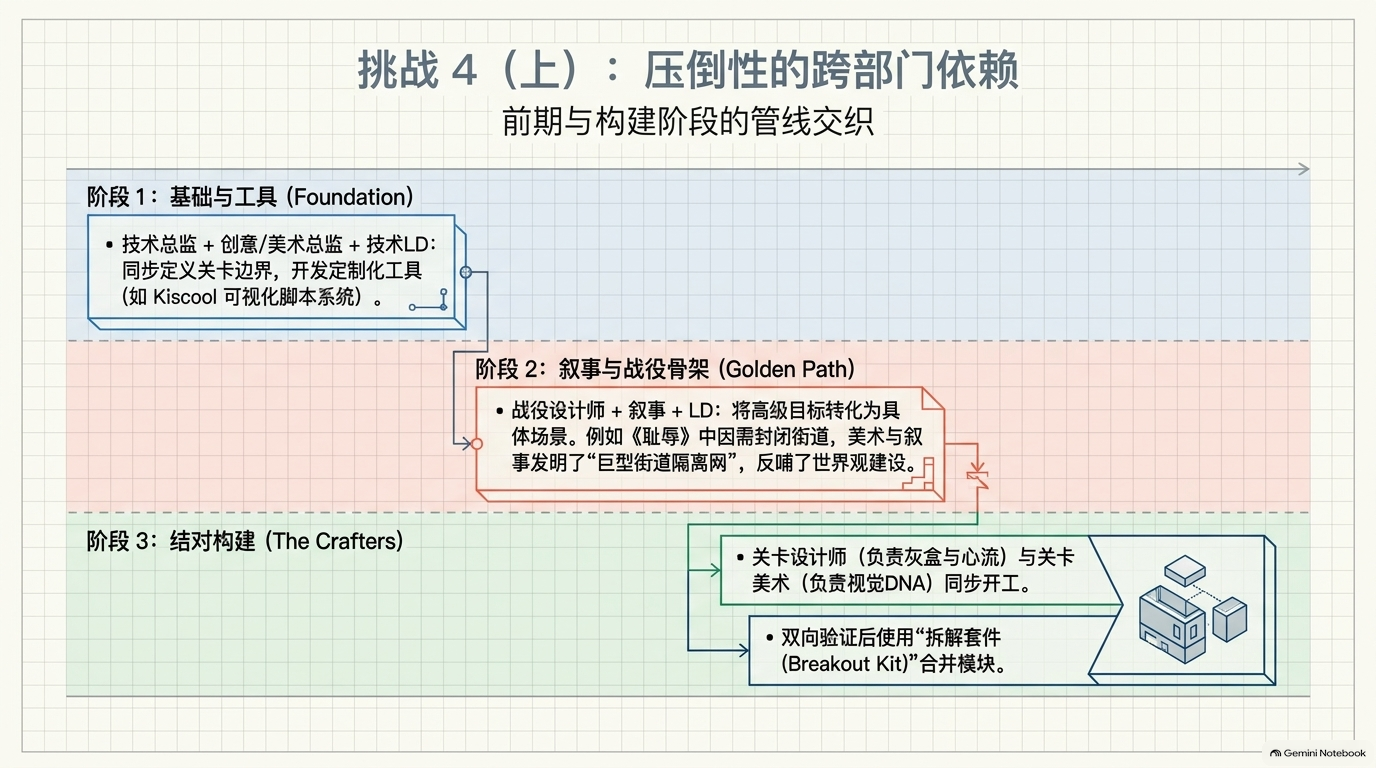 挑战 4（上）：压倒性的跨部门依赖
前期与构建阶段的管线交织
阶段 1：基础与工具 (Foundation)
• 技术总监 + 创意/美术总监 + 技术LD：
同步定义关卡边界，开发定制化工具
（如 Kiscool 可视化脚本系统）。
阶段 2：叙事与战役骨架 (Golden Path)
• 战役设计师 + 叙事 + LD：将高级目标转化为具
体场景。例如《耻辱》中因需封闭街道，美术与叙
事发明了“巨型街道隔离网”，反哺了世界观建设。
阶段 3：结对构建 (The Crafters)
• 关卡设计师（负责灰盒与心流）与关卡
美术（负责视觉DNA）同步开工。
• 双向验证后使用“拆解套件
(Breakout Kit)”合并模块。
Gemini Notebook